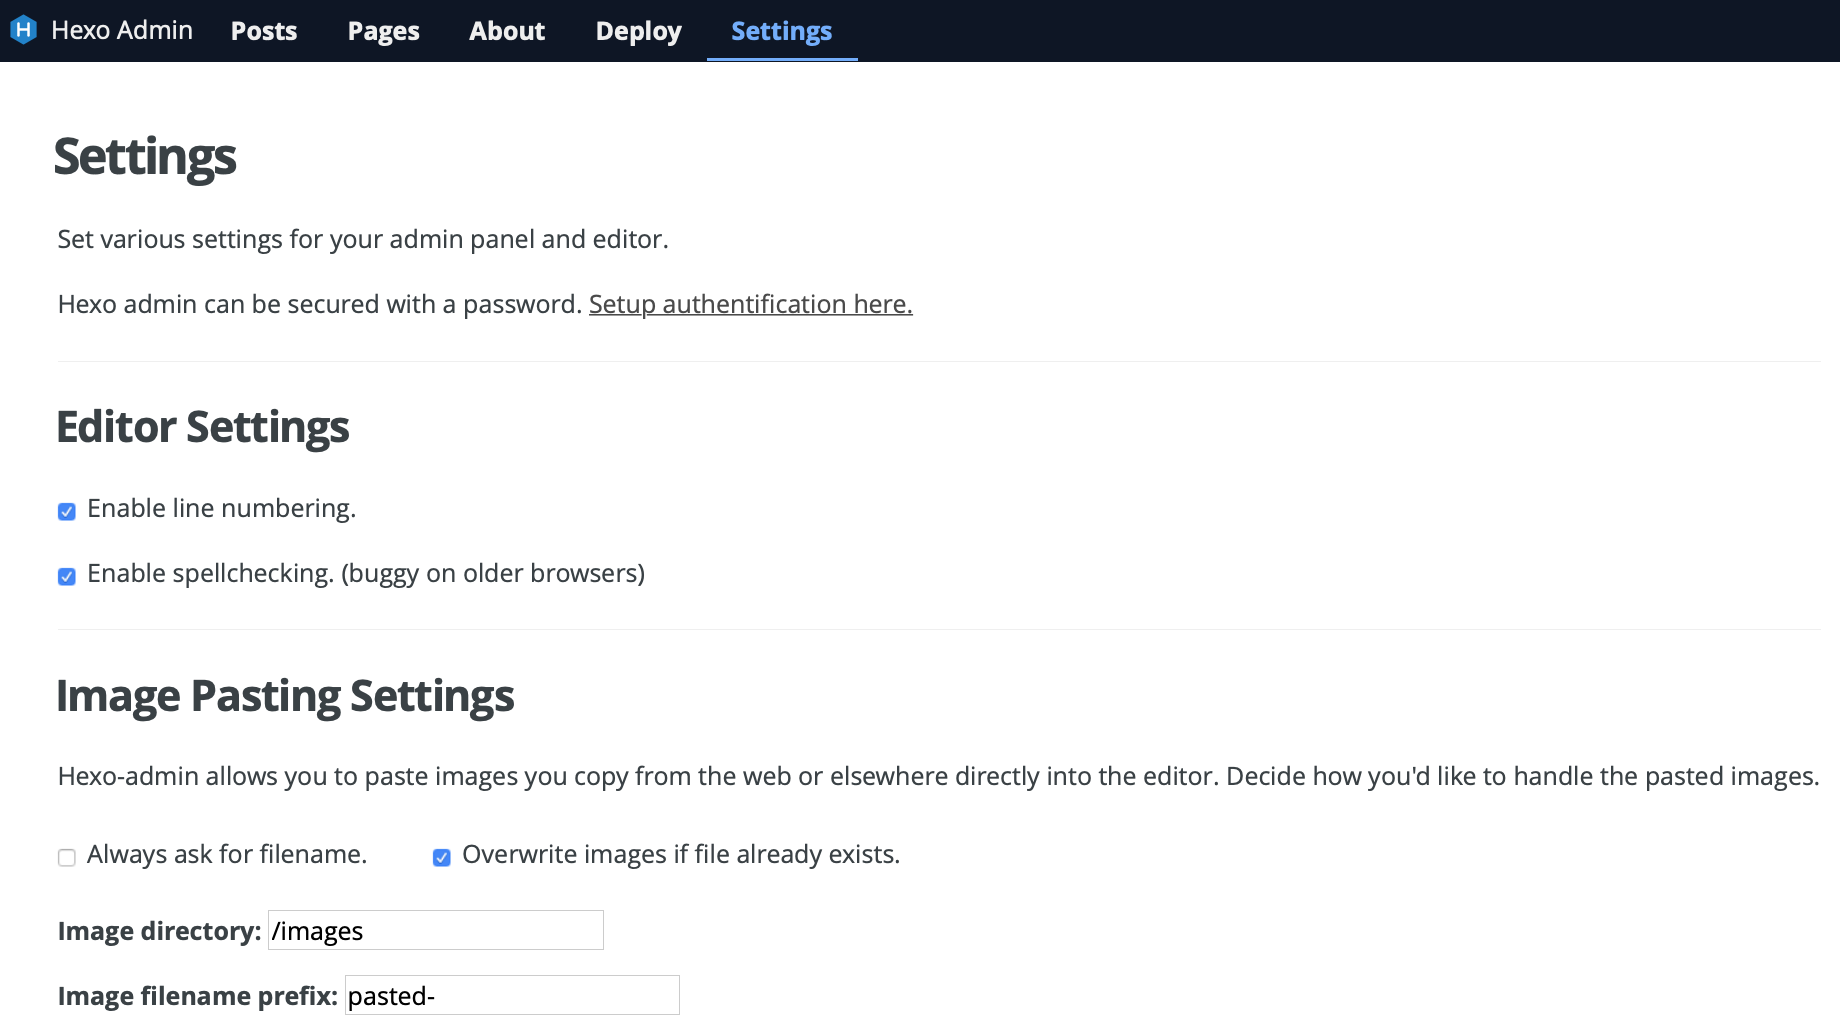 H Hexo Admin Posts Pages About Deploy Settings
Settings
Set various settings for your admin panel and editor.
Hexo admin can be secured with a password. Setup authentification here.
Editor Settings
Enable line numbering.
Enable spellchecking. (buggy on older browsers)
Image Pasting Settings
Hexo-admin allows you to paste images you copy from the web or elsewhere directly into the editor. Decide how you'd like to handle the pasted images.
Always ask for filename. Overwrite images if file already exists.
Image directory: /images
Image filename prefix: pasted-